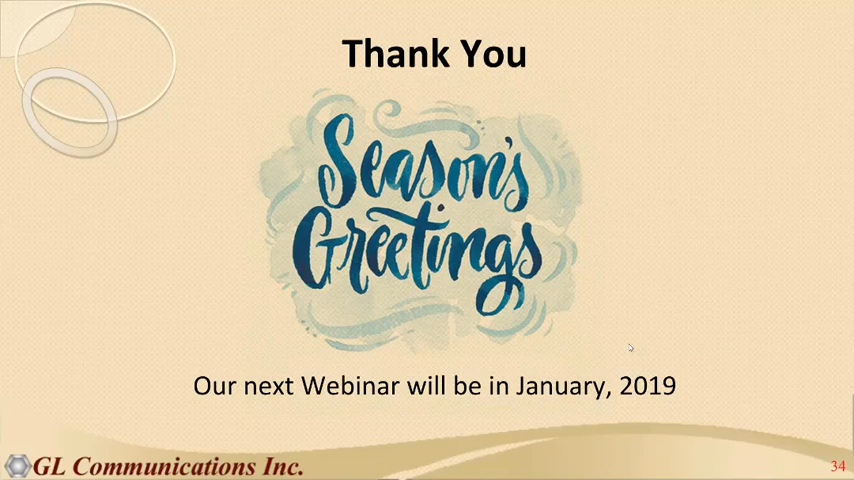 Thank You
Season's
Greetings
Our next Webinar will be in January, 2019
GL Communications Inc.
34